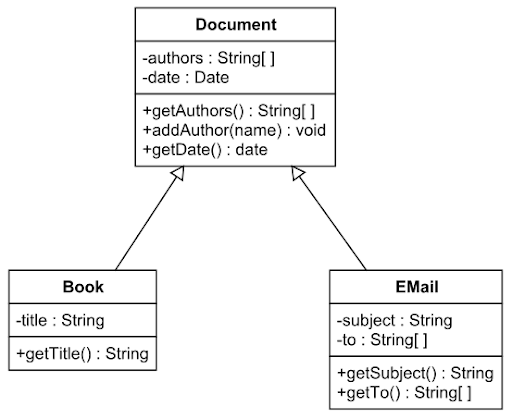 Document
-authors : String[ ]
-date : Date
+getAuthors() : String[ ]
+addAuthor(name) : void
+getDate() : date
Book
-title : String
+getTitle() : String
EMail
-subject : String
-to : String[ ]
+getSubject() : String
+getTo() : String[ ]